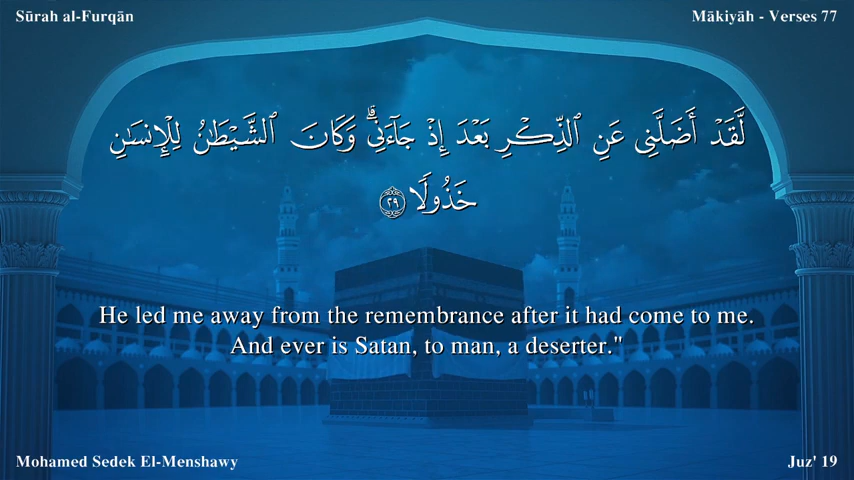 Sūrah al-Furqān
Mākiyāh - Verses 77
لَّقَدْ أَضَلَّنِى عَنِ ٱلذِّكْرِ بَعْدَ إِذْ جَآءَنِىۗ وَكَانَ ٱلشَّيْطَٰنُ لِلْإِنسَٰنِ
خَذُولًا ٢٩
He led me away from the remembrance after it had come to me.
And ever is Satan, to man, a deserter."
Mohamed Sedek El-Menshawy
Juz' 19